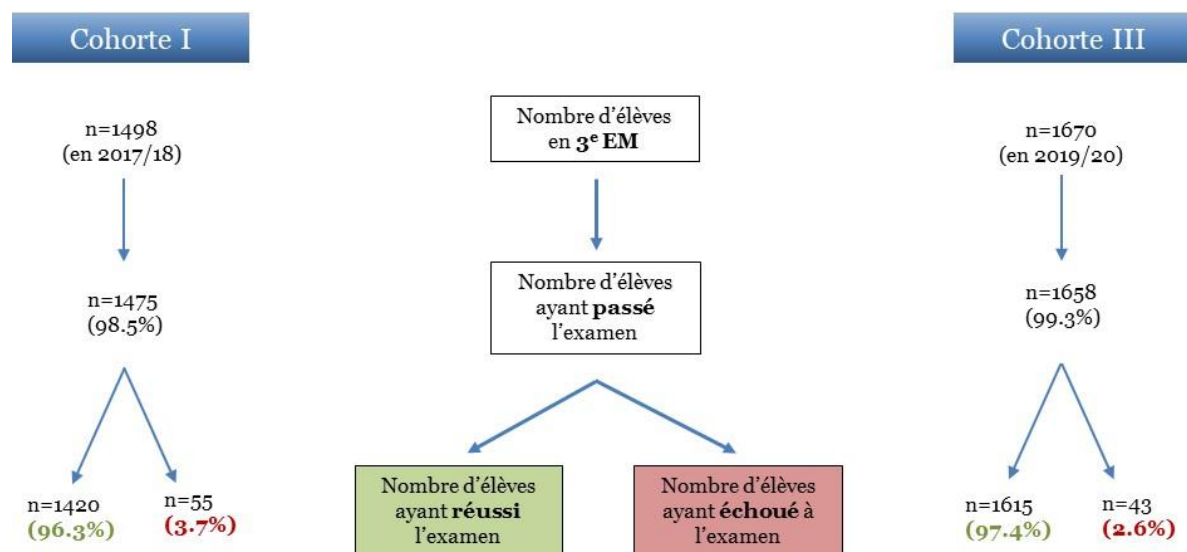 Cohorte I
n=1498
(en 2017/18)
n=1475
(98.5%)
n=1420
(96.3%)
n=55
(3.7%)
Nombre d'élèves
en 3e EM
Nombre d'élèves
ayant passé
l'examen
Nombre d'élèves
ayant réussi
l'examen
Nombre d'élèves
ayant échoué à
l'examen
Cohorte III
n=1670
(en 2019/20)
n=1658
(99.3%)
n=1615
(97.4%)
n=43
(2.6%)